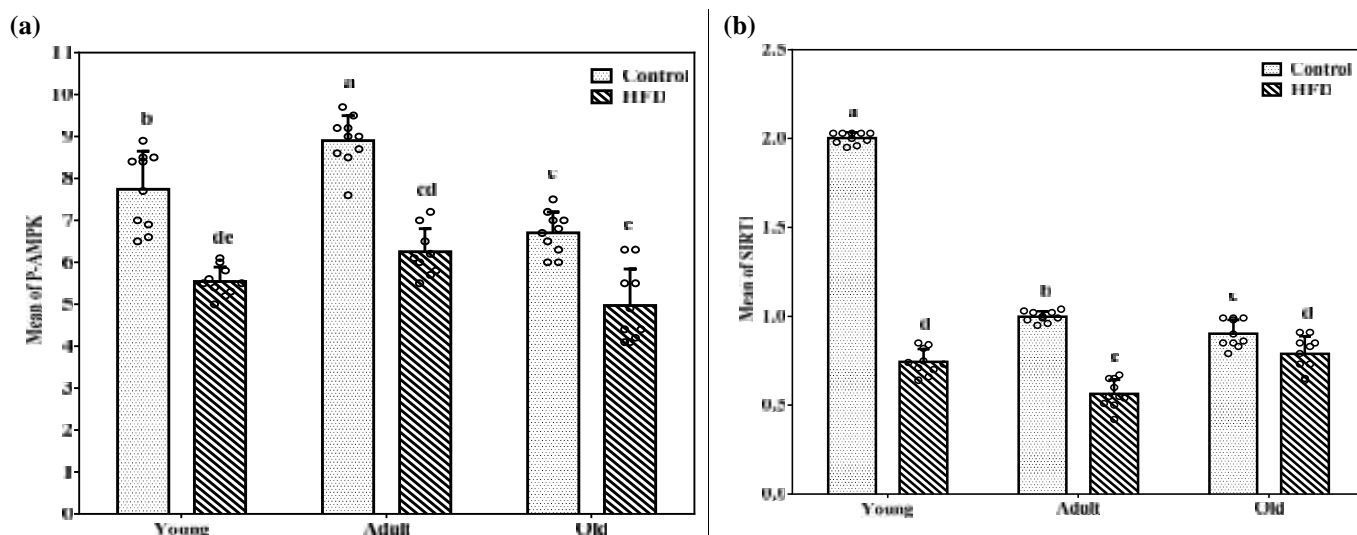 (a)
Mean of P-AMPK
11
10
9
8
7
6
5
4
3
2
1
0
Control
HFD
b
de
a
cd
c
e
Young
Adult
Old
(b)
Mean of SIRT1
2.5
2.0
1.5
1.0
0.5
0.0
Control
HFD
a
d
b
e
c
d
Young
Adult
Old